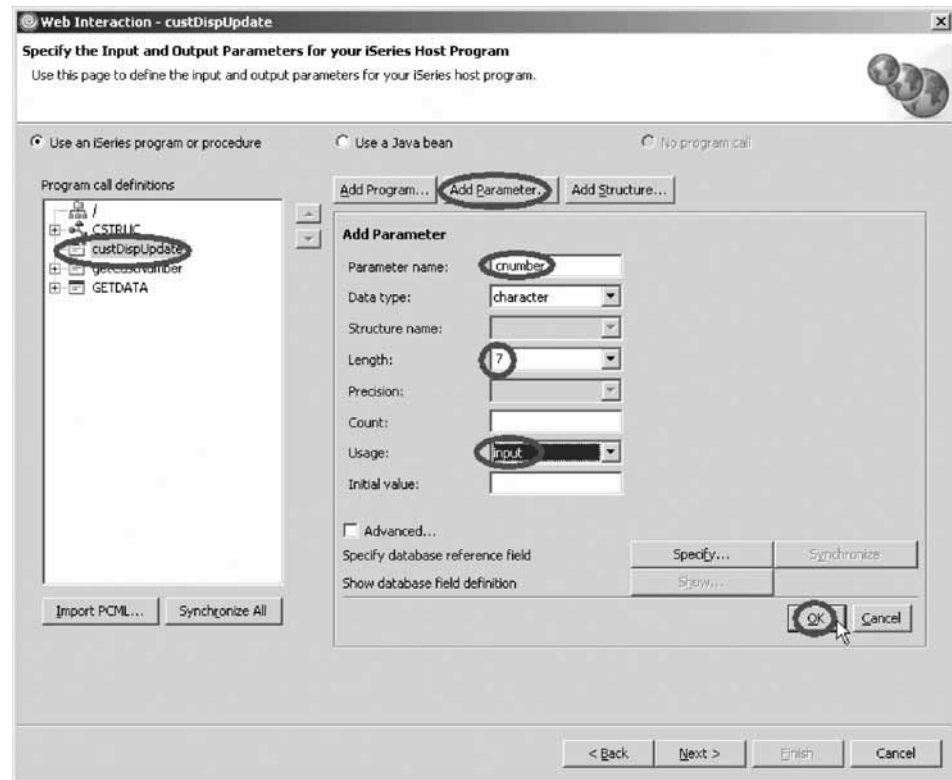 Web Interaction - custDispUpdate
Specify the Input and Output Parameters for your iSeries Host Program
Use this page to define the input and output parameters for your iSeries host program.
Use an iSeries program or procedure
Use a Java bean
No program call
Program call definitions
/
CSTRUC
custDispUpdate
getCustNumber
GETDATA
Import PCML...
Synchronize All
Add Program...
Add Parameter...
Add Structure...
Add Parameter
Parameter name: cnumber
Data type: character
Structure name:
Length: 7
Precision:
Count:
Usage: input
Initial value:
Advanced...
Specify database reference field
Specify...
Synchronize
Show database field definition
Show...
OK
Cancel
< Back
Next >
Finish
Cancel